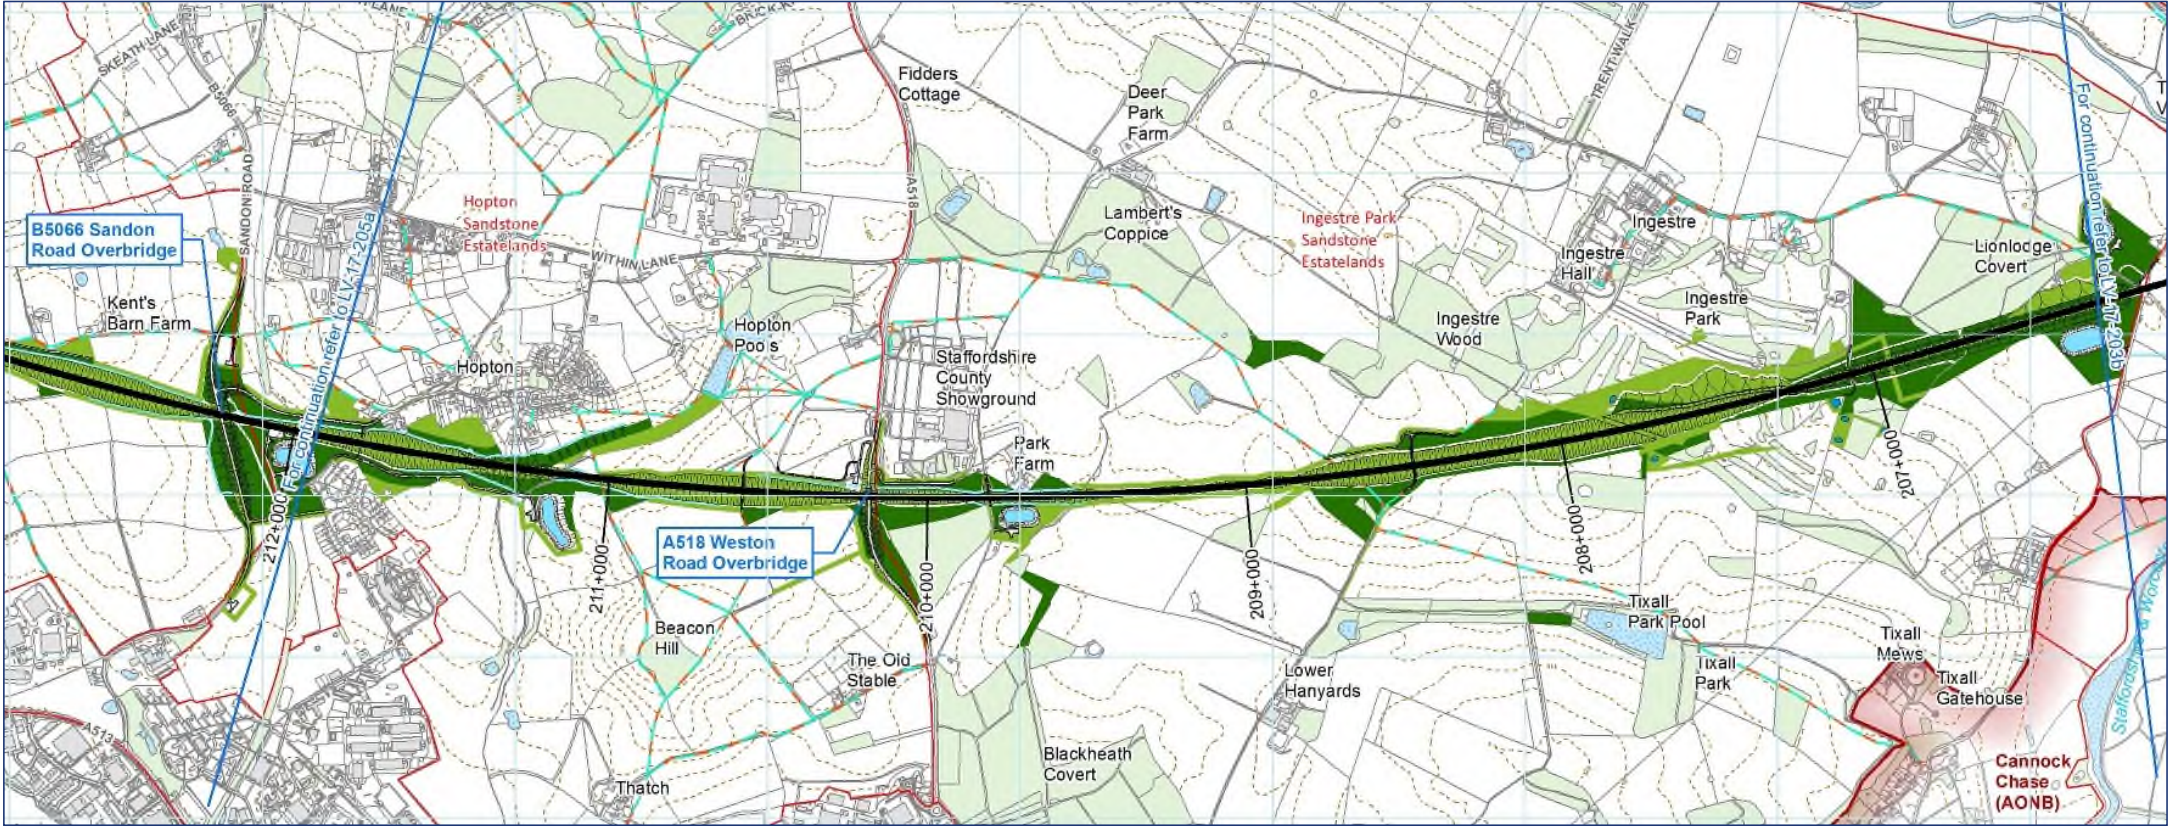 SKEATH LANE
LANE
BRICK-K
B5066
SANDON ROAD
Fidders
Cottage
Deer
Park
Farm
TRENT WALK
A518
Hopton
Sandstone
Estatelands
B5066 Sandon
Road Overbridge
WITHIN LANE
Lambert's
Coppice
Ingestre Park
Sandstone
Estatelands
Ingestre
Ingestre
Hall
Lionlodge
Covert
Kent's
Barn Farm
Hopton
Hopton
Pools
Staffordshire
County
Showground
Ingestre
Wood
Ingestre
Park
For continuation refer to LV-17-205a
For continuation refer to LV-17-203b
Park
Farm
212+000
211+000
210+000
209+000
208+000
207+000
A518 Weston
Road Overbridge
Beacon
Hill
The Old
Stable
Thatch
Lower
Hanyards
Blackheath
Covert
Tixall
Park Pool
Tixall
Park
Tixall
Mews
Tixall
Gatehouse
A513
Cannock
Chase
(AONB)